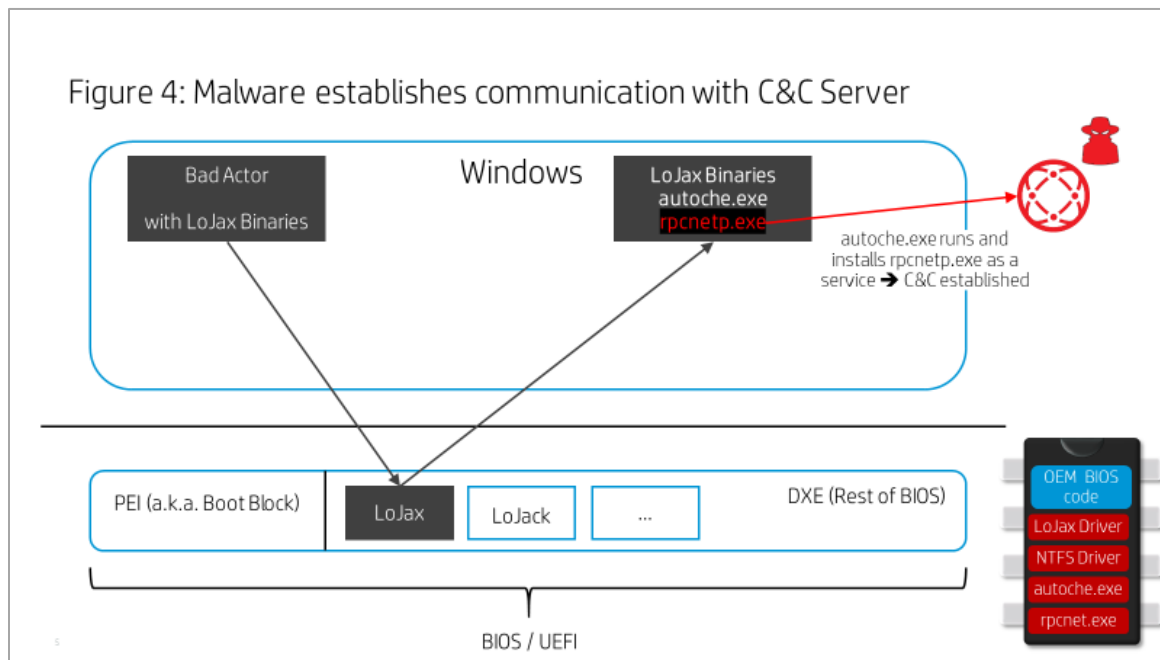 Figure 4: Malware establishes communication with C&C Server
Bad Actor
with LoJax Binaries
Windows
LoJax Binaries
autoche.exe
rpcnetp.exe
autoche.exe runs and
installs rpcnetp.exe as a
service ➔ C&C established
PEI (a.k.a. Boot Block)
LoJax
LoJack
...
DXE (Rest of BIOS)
OEM BIOS
code
LoJax Driver
NTFS Driver
autoche.exe
rpcnet.exe
BIOS / UEFI
5